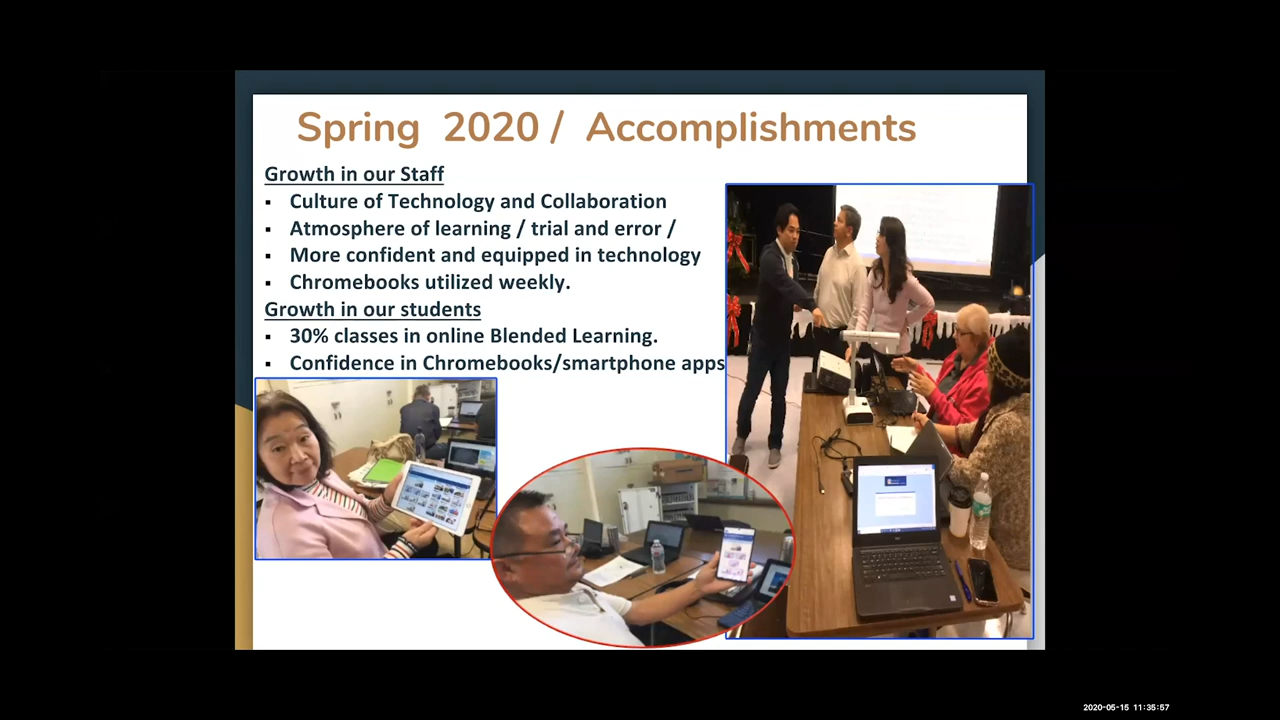 Spring 2020 / Accomplishments
Growth in our Staff
▪ Culture of Technology and Collaboration
▪ Atmosphere of learning / trial and error /
▪ More confident and equipped in technology
▪ Chromebooks utilized weekly.
Growth in our students
▪ 30% classes in online Blended Learning.
▪ Confidence in Chromebooks/smartphone apps
2020-05-15 11:35:57